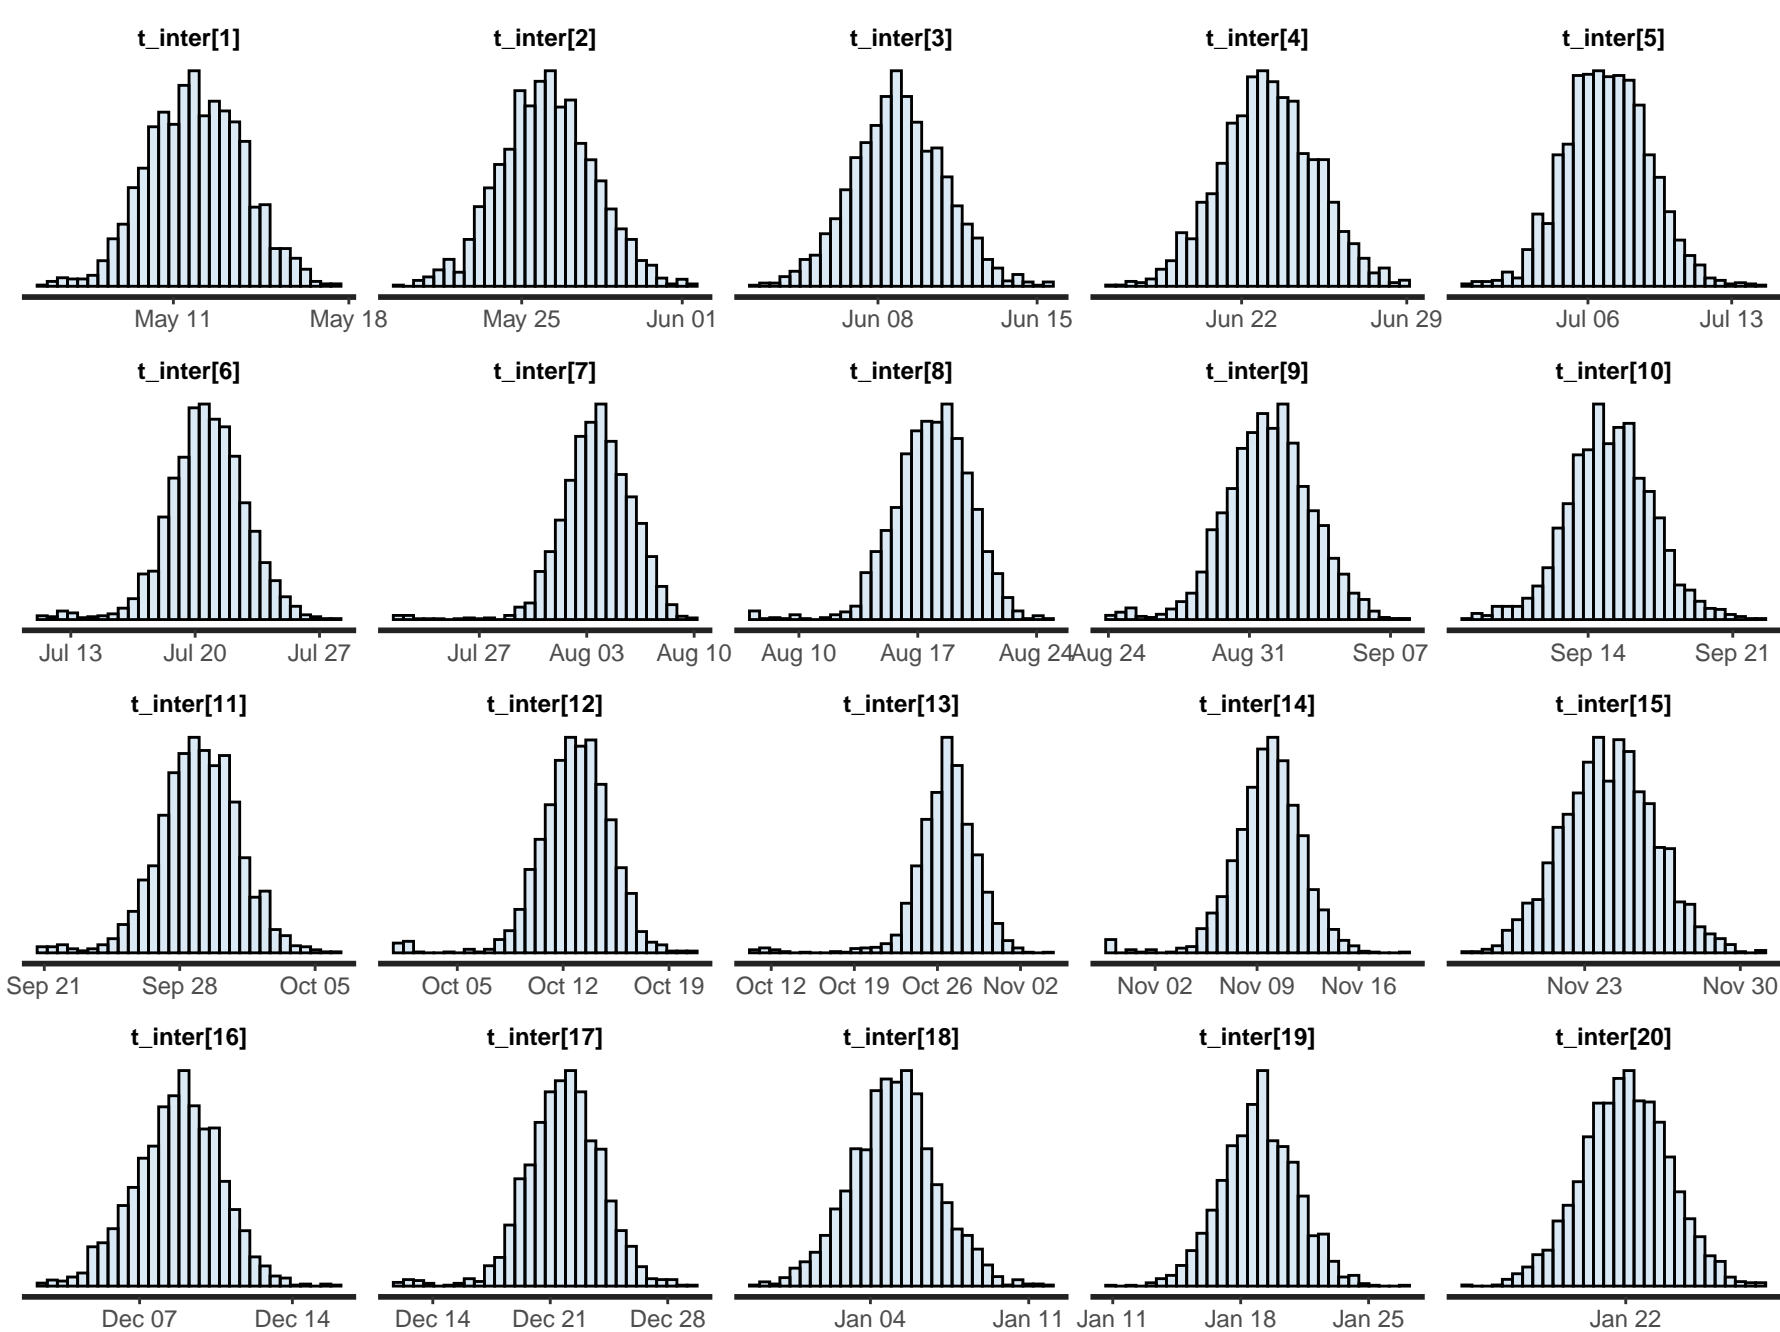 t_inter[1] t_inter[2] t_inter[3] t_inter[4] t_inter[5]
May 11 May 18 May 25 Jun 01 Jun 08 Jun 15 Jun 22 Jun 29 Jul 06 Jul 13
t_inter[6] t_inter[7] t_inter[8] t_inter[9] t_inter[10]
Jul 13 Jul 20 Jul 27 Jul 27 Aug 03 Aug 10 Aug 10 Aug 17 Aug 24 Aug 24 Aug 31 Sep 07 Sep 14 Sep 21
t_inter[11] t_inter[12] t_inter[13] t_inter[14] t_inter[15]
Sep 21 Sep 28 Oct 05 Oct 05 Oct 12 Oct 19 Oct 12 Oct 19 Oct 26 Nov 02 Nov 02 Nov 09 Nov 16 Nov 23 Nov 30
t_inter[16] t_inter[17] t_inter[18] t_inter[19] t_inter[20]
Dec 07 Dec 14 Dec 14 Dec 21 Dec 28 Jan 04 Jan 11 Jan 11 Jan 18 Jan 25 Jan 22